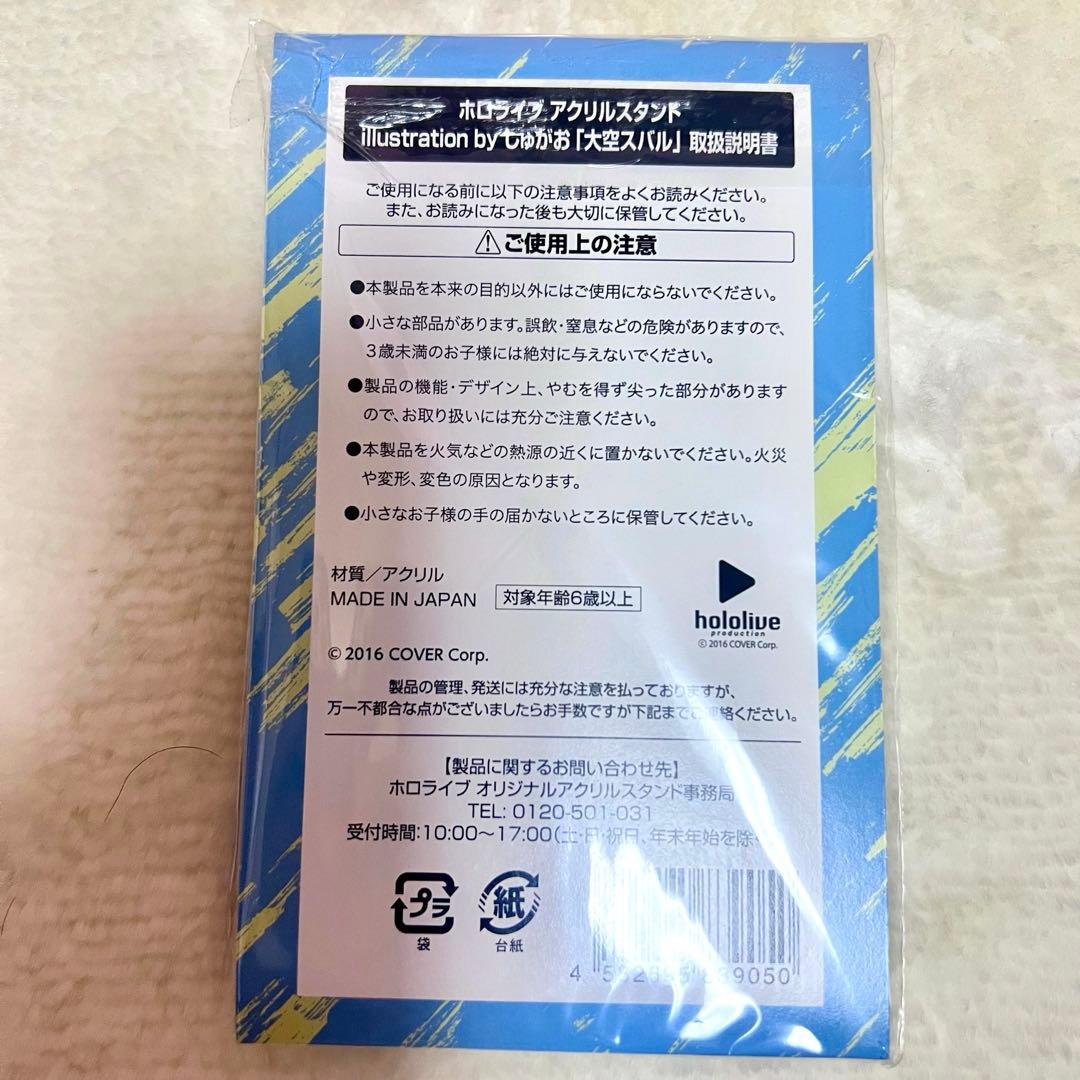 ホロライブ アクリルスタンド
illustration by しゅがお「大空スバル」取扱説明書
ご使用になる前に以下の注意事項をよくお読みください。
また、お読みになった後も大切に保管してください。
ご使用上の注意
●本製品を本来の目的以外にはご使用にならないでください。
●小さな部品があります。誤飲・窒息などの危険がありますので、
3歳未満のお子様には絶対に与えないでください。
●製品の機能・デザイン上、やむを得ず尖った部分があります
ので、お取り扱いには充分ご注意ください。
●本製品を火気などの熱源の近くに置かないでください。火災
や変形、変色の原因となります。
●小さなお子様の手の届かないところに保管してください。
材質／アクリル
MADE IN JAPAN 対象年齢6歳以上
hololive
production
© 2016 COVER Corp.
© 2016 COVER Corp.
製品の管理、発送には充分な注意を払っておりますが、
万一不都合な点がございましたらお手数ですが下記までご連絡ください。
【製品に関するお問い合わせ先】
ホロライブ オリジナルアクリルスタンド事務局
TEL: 0120-501-031
受付時間:10:00～17:00(土・日・祝日、年末年始を除
プラ
袋
紙
台紙